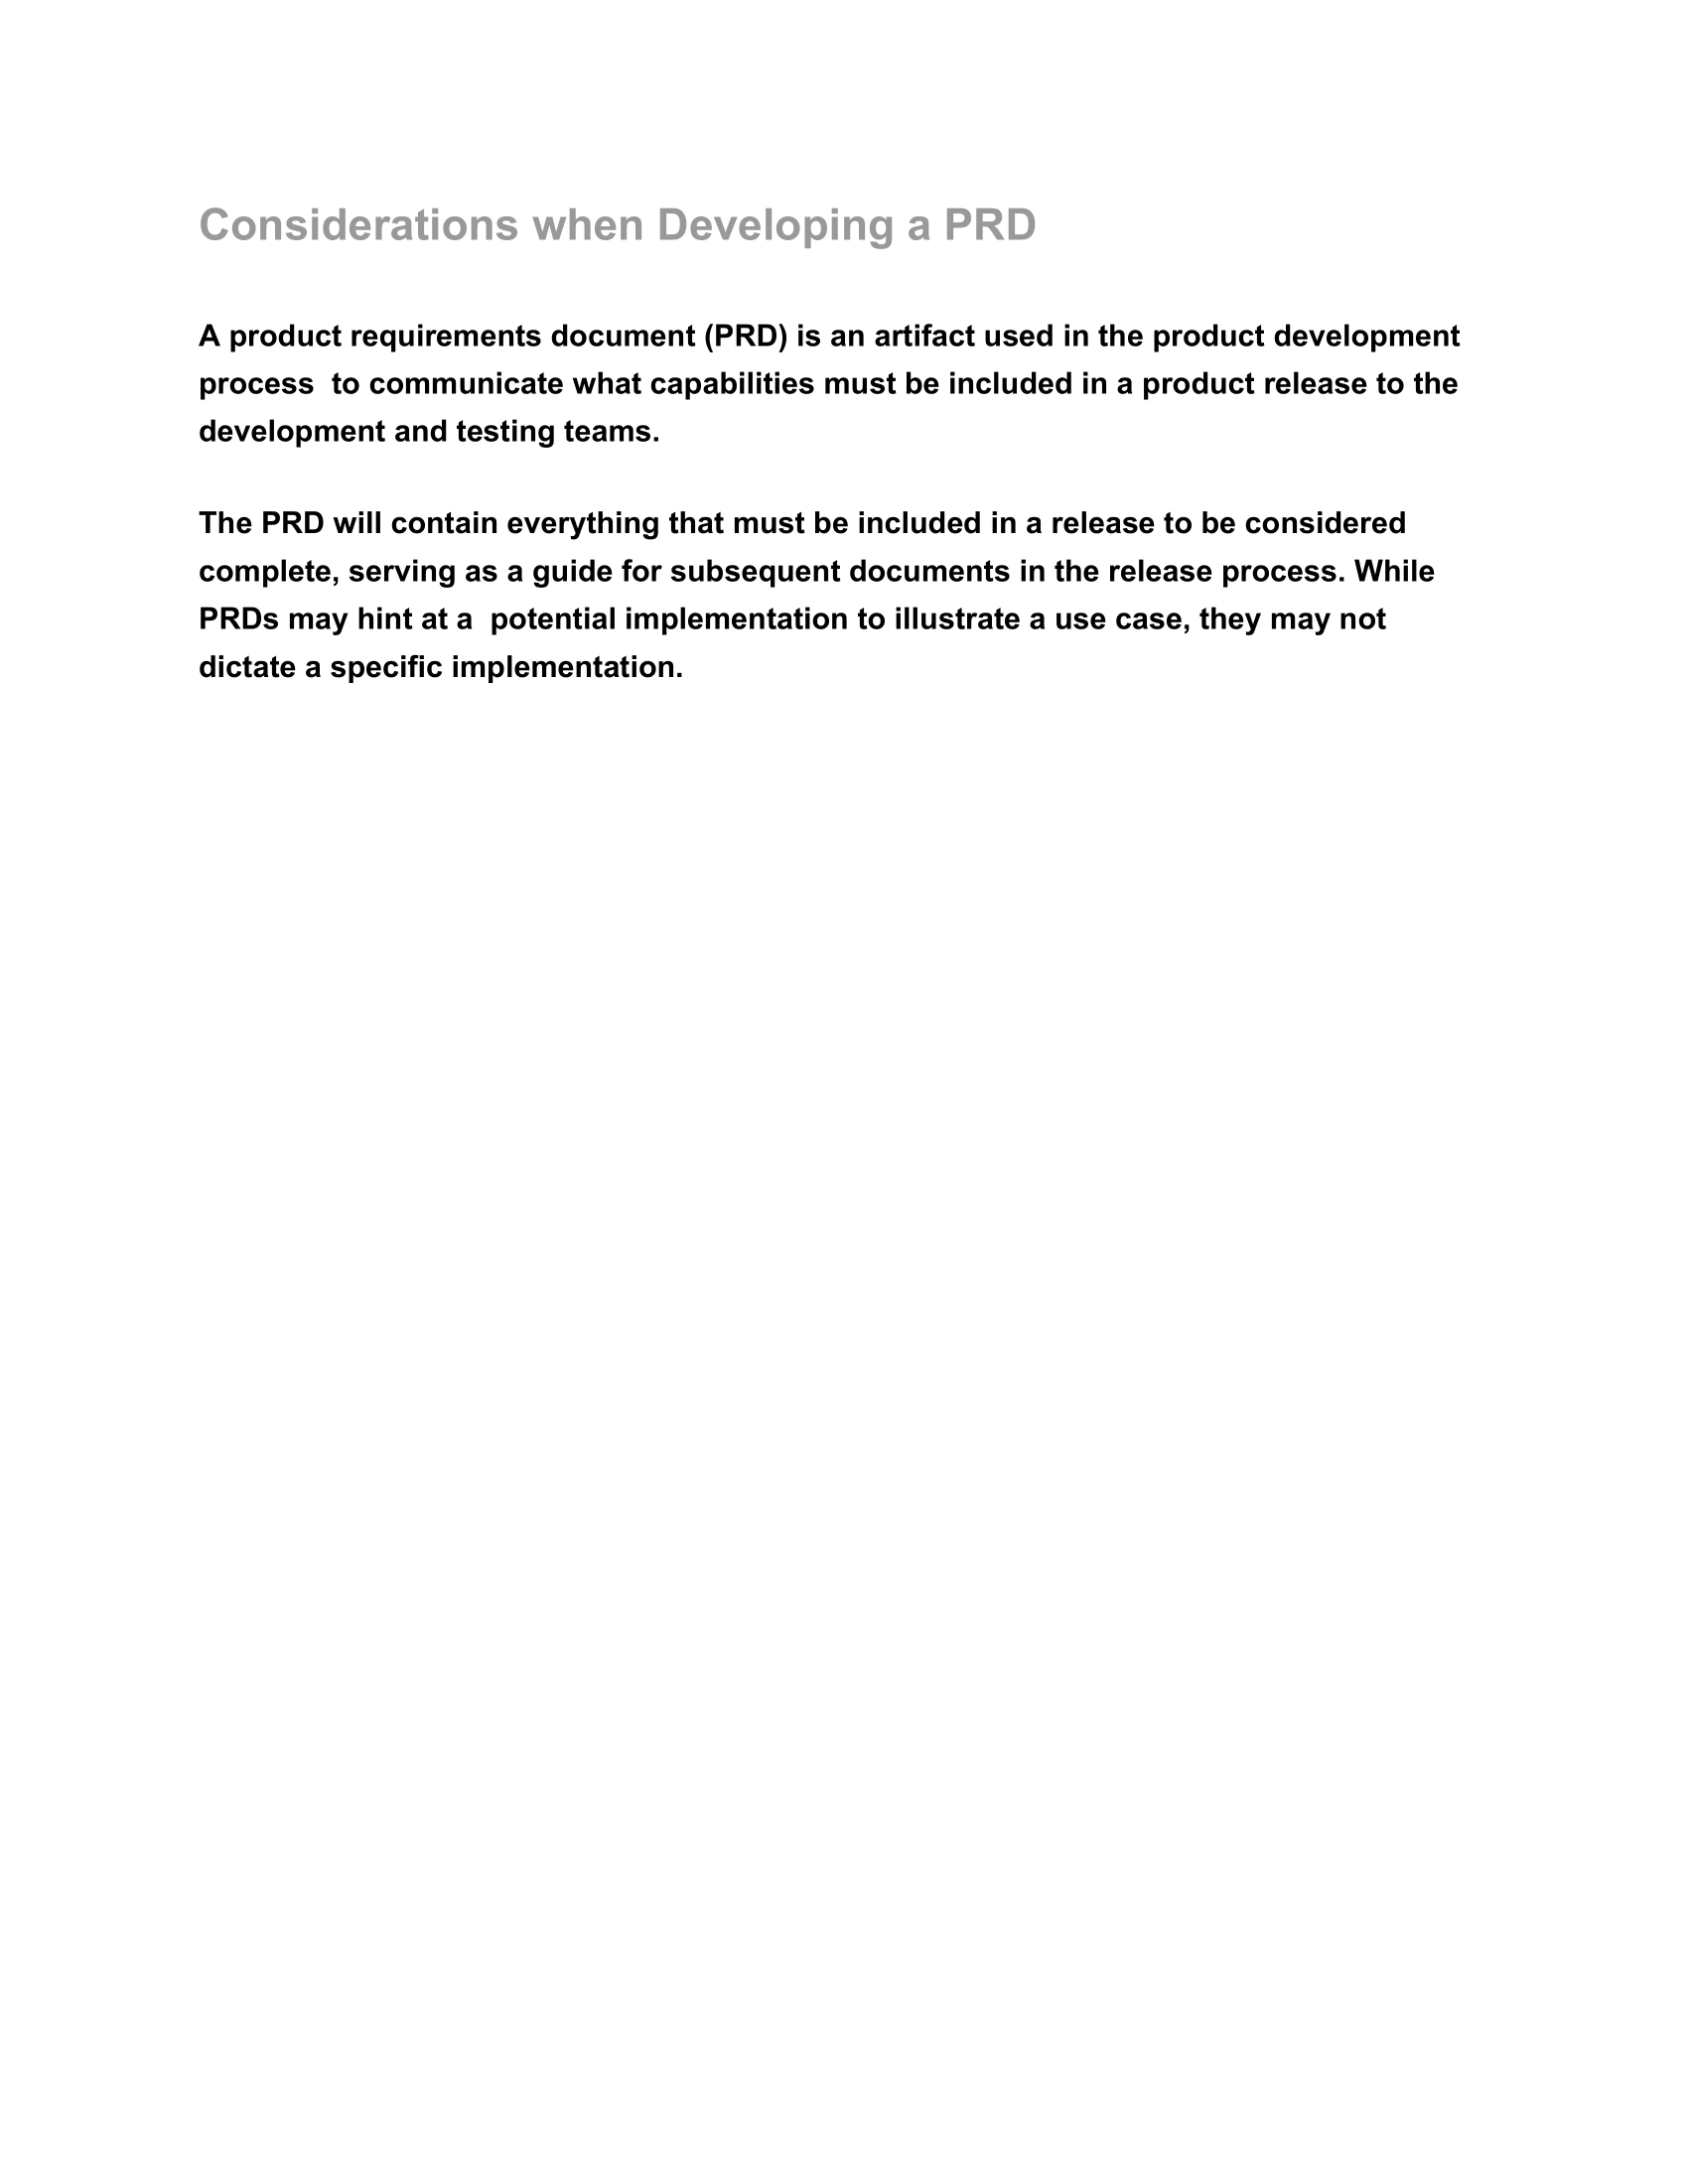 Considerations when Developing a PRD
A product requirements document (PRD) is an artifact used in the product development
process  to communicate what capabilities must be included in a product release to the
development and testing teams.
The PRD will contain everything that must be included in a release to be considered
complete, serving as a guide for subsequent documents in the release process. While
PRDs may hint at a  potential implementation to illustrate a use case, they may not
dictate a specific implementation.